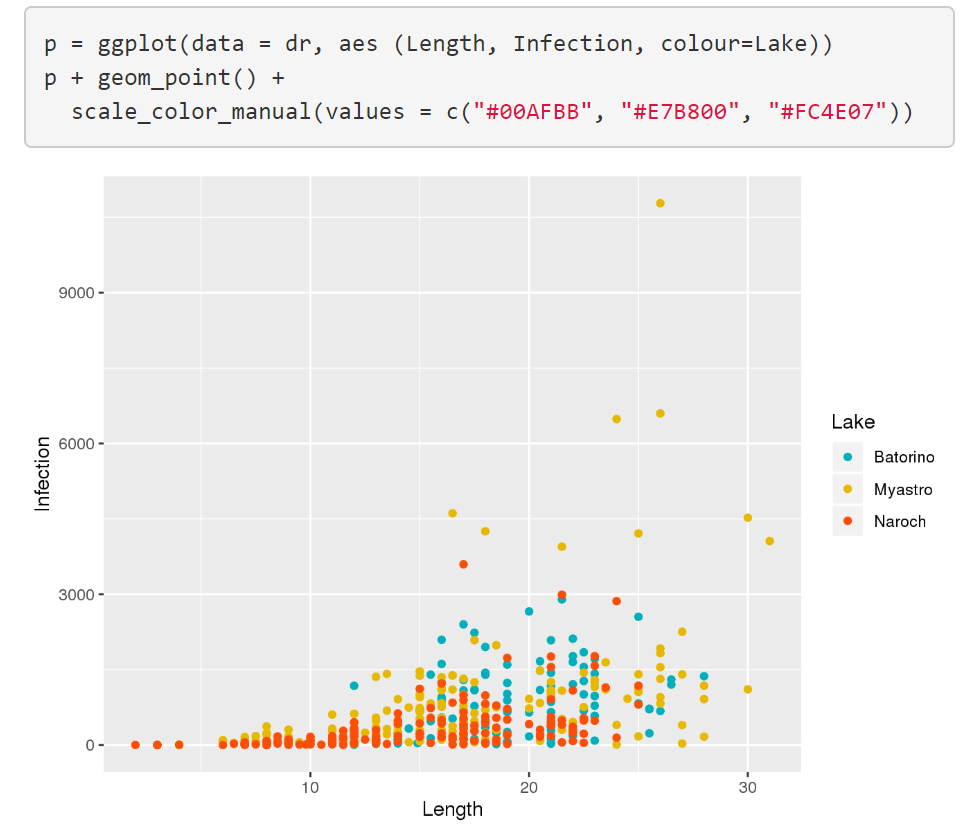 p = ggplot(data = dr, aes (Length, Infection, colour=Lake))
p + geom_point() +
  scale_color_manual(values = c("#00AFBB", "#E7B800", "#FC4E07"))
9000
6000
3000
0
Infection
10 20 30
Length
Lake
Batorino
Myastro
Naroch